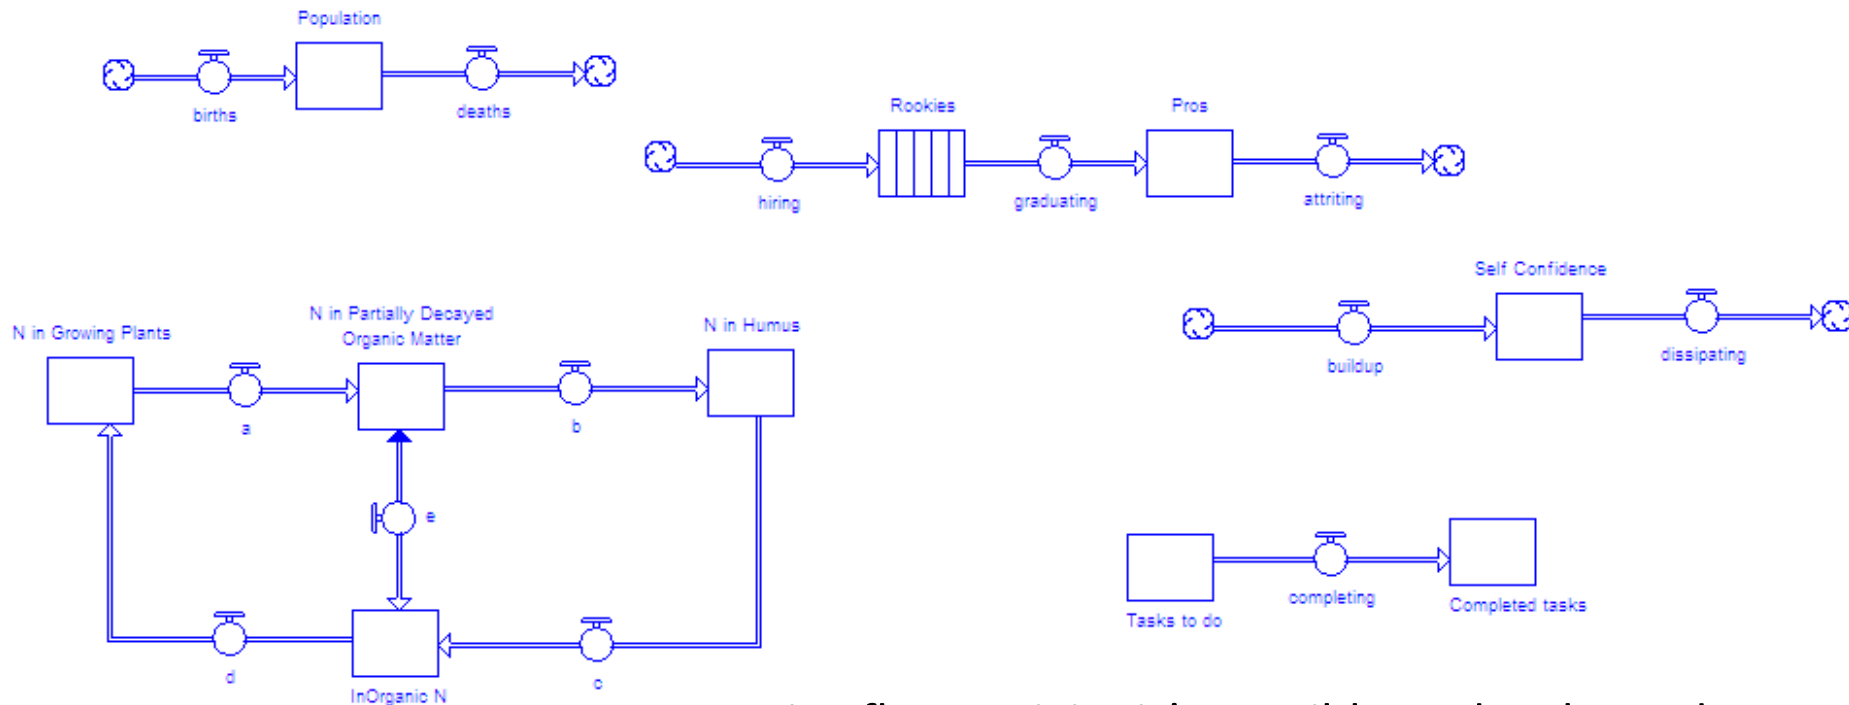 Population
births
deaths
Rookies
Pros
hiring
graduating
attriting
Self Confidence
buildup
dissipating
N in Growing Plants
N in Partially Decayed
Organic Matter
N in Humus
a
b
e
d
c
InOrganic N
Tasks to do
completing
Completed tasks